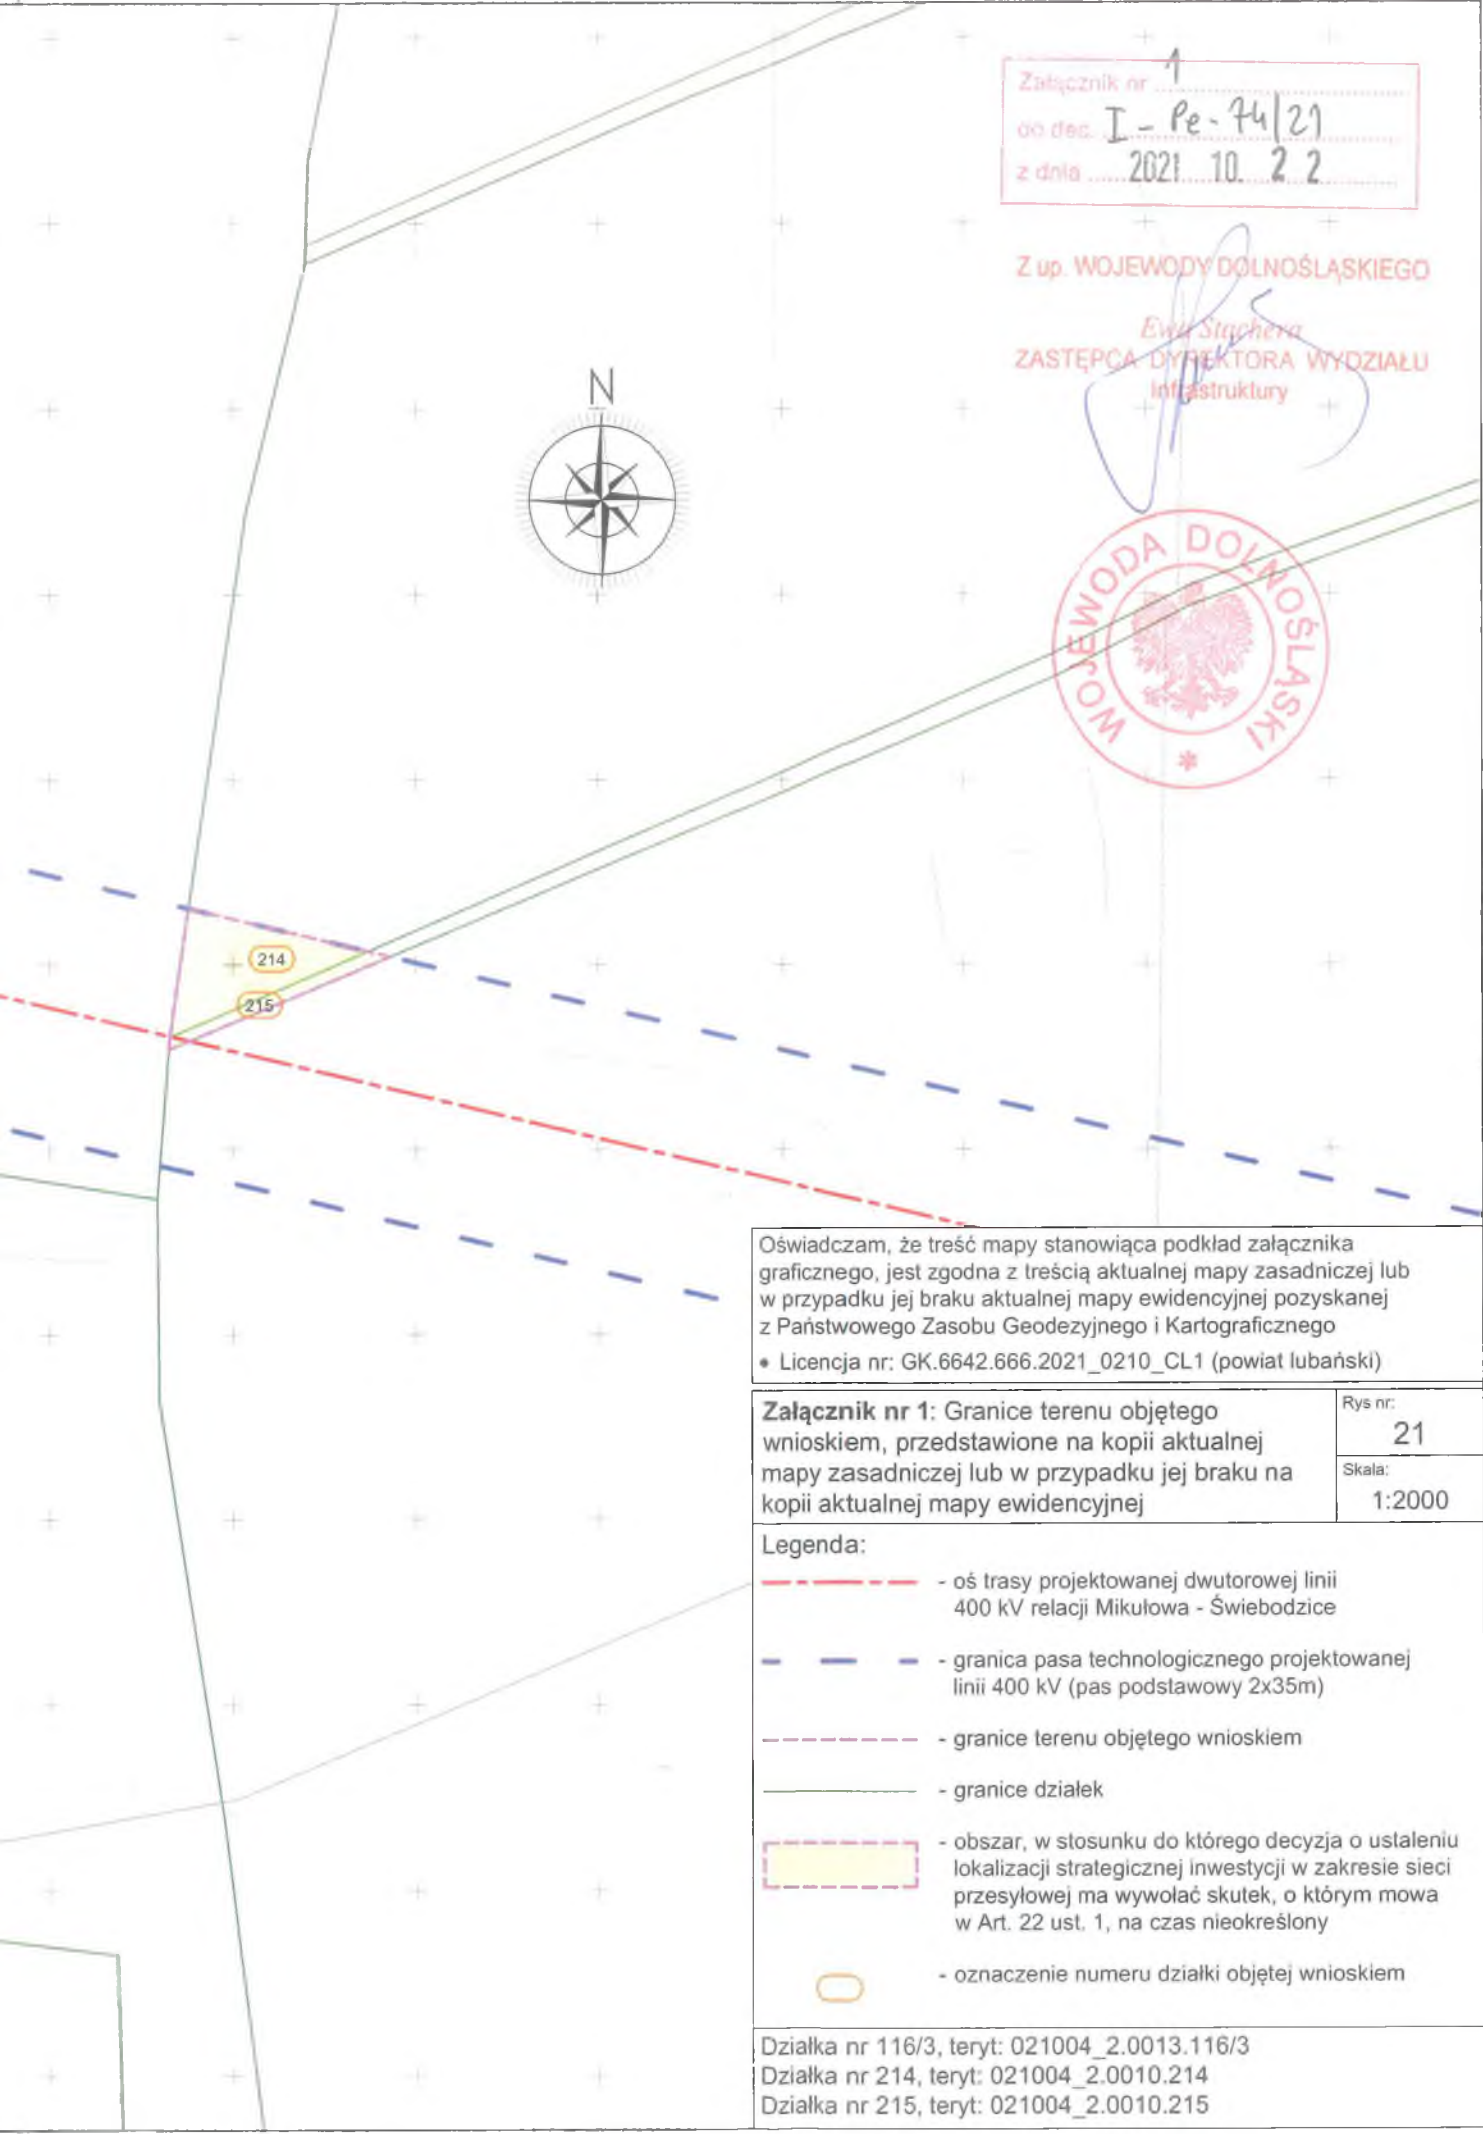 Załącznik nr 1
do dec. I - Pe - 74/21
z dnia 2021. 10. 22
Z up. WOJEWODY DOLNOŚLĄSKIEGO
Ewa Stachera
ZASTĘPCA DYREKTORA WYDZIAŁU
Infrastruktury
N
WOJEWODA DOLNOŚLĄSKI
214
215
Oświadczam, że treść mapy stanowiąca podkład załącznika
graficznego, jest zgodna z treścią aktualnej mapy zasadniczej lub
w przypadku jej braku aktualnej mapy ewidencyjnej pozyskanej
z Państwowego Zasobu Geodezyjnego i Kartograficznego
• Licencja nr: GK.6642.666.2021_0210_CL1 (powiat lubański)
Załącznik nr 1: Granice terenu objętego
wnioskiem, przedstawione na kopii aktualnej
mapy zasadniczej lub w przypadku jej braku na
kopii aktualnej mapy ewidencyjnej
Rys nr:
21
Skala:
1:2000
Legenda:
- oś trasy projektowanej dwutorowej linii
400 kV relacji Mikułowa - Świebodzice
- granica pasa technologicznego projektowanej
linii 400 kV (pas podstawowy 2x35m)
- granice terenu objętego wnioskiem
- granice działek
- obszar, w stosunku do którego decyzja o ustaleniu
lokalizacji strategicznej inwestycji w zakresie sieci
przesyłowej ma wywołać skutek, o którym mowa
w Art. 22 ust. 1, na czas nieokreślony
- oznaczenie numeru działki objętej wnioskiem
Działka nr 116/3, teryt: 021004_2.0013.116/3
Działka nr 214, teryt: 021004_2.0010.214
Działka nr 215, teryt: 021004_2.0010.215